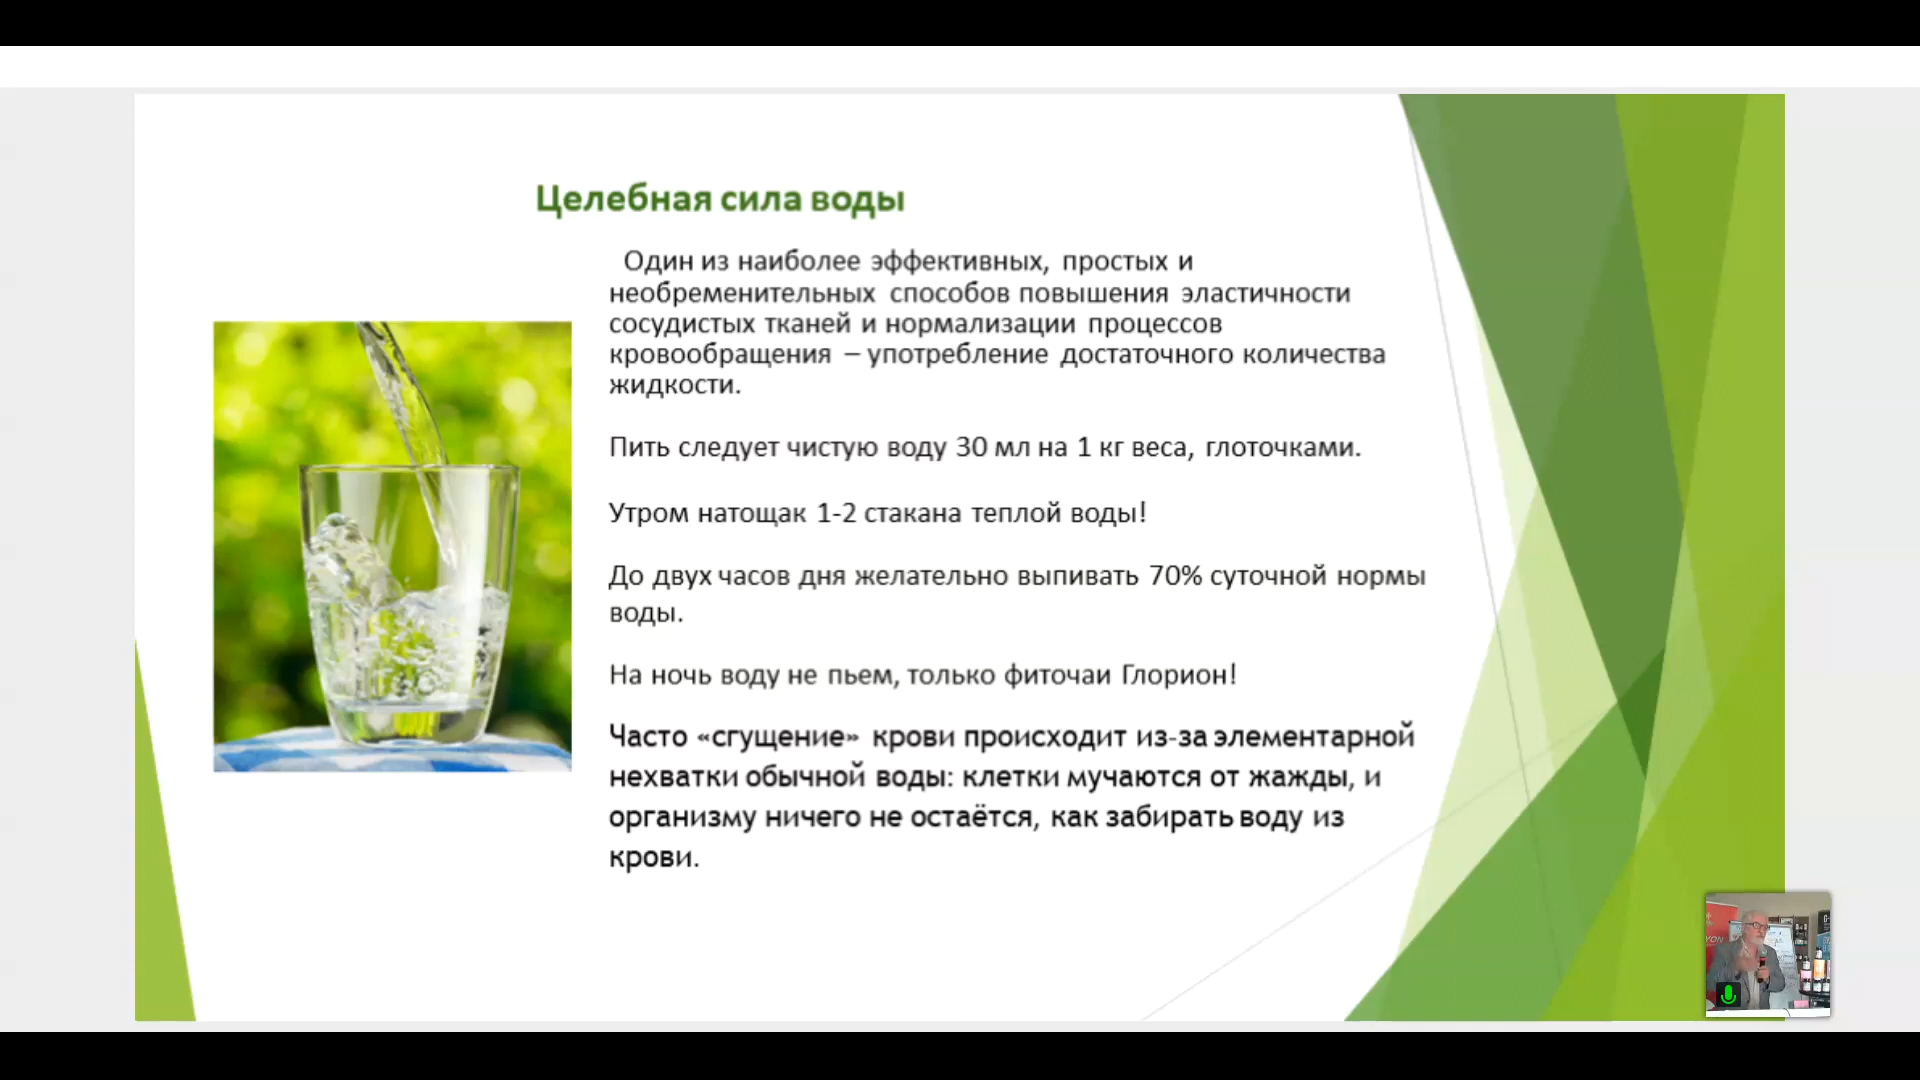 Целебная сила воды
Один из наиболее эффективных, простых и
необременительных способов повышения эластичности
сосудистых тканей и нормализации процессов
кровообращения – употребление достаточного количества
жидкости.
Пить следует чистую воду 30 мл на 1 кг веса, глоточками.
Утром натощак 1-2 стакана теплой воды!
До двух часов дня желательно выпивать 70% суточной нормы
воды.
На ночь воду не пьем, только фиточаи Глорион!
Часто «сгущение» крови происходит из-за элементарной
нехватки обычной воды: клетки мучаются от жажды, и
организму ничего не остаётся, как забирать воду из
крови.